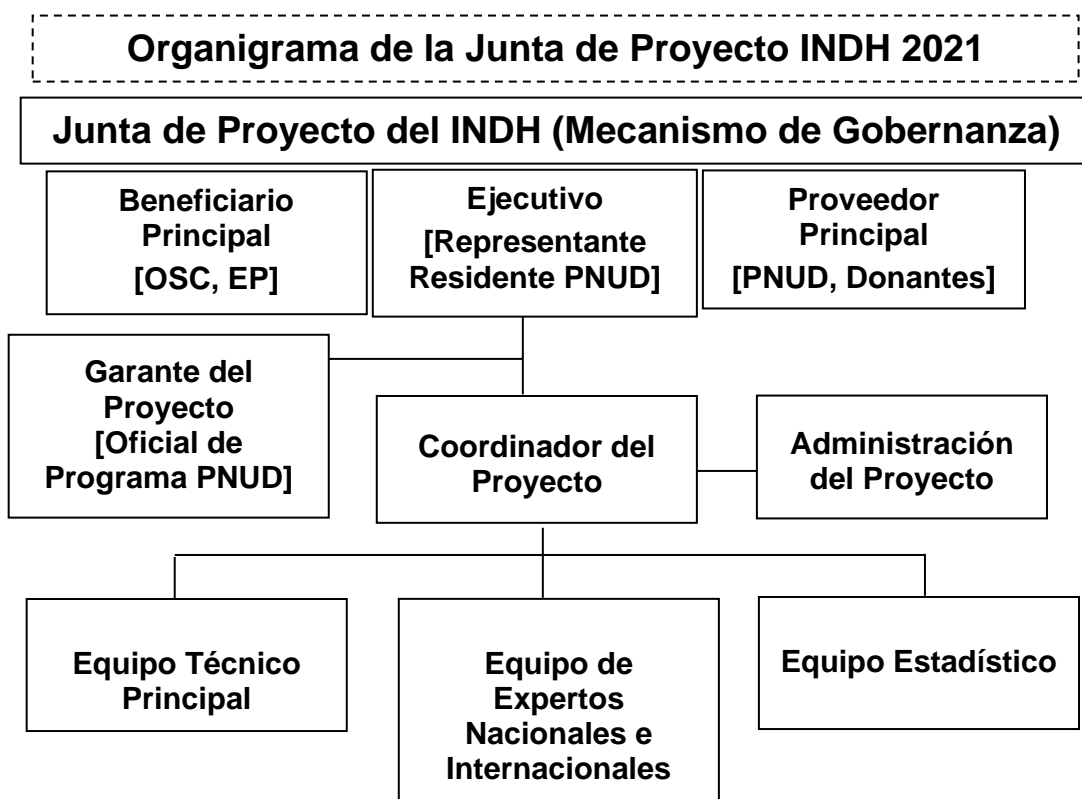 Organigrama de la Junta de Proyecto INDH 2021
Junta de Proyecto del INDH (Mecanismo de Gobernanza)
Beneficiario
Principal
[OSC, EP]
Ejecutivo
[Representante
Residente PNUD]
Proveedor
Principal
[PNUD, Donantes]
Garante del
Proyecto
[Oficial de
Programa PNUD]
Coordinador del
Proyecto
Administración
del Proyecto
Equipo Técnico
Principal
Equipo de
Expertos
Nacionales e
Internacionales
Equipo Estadístico